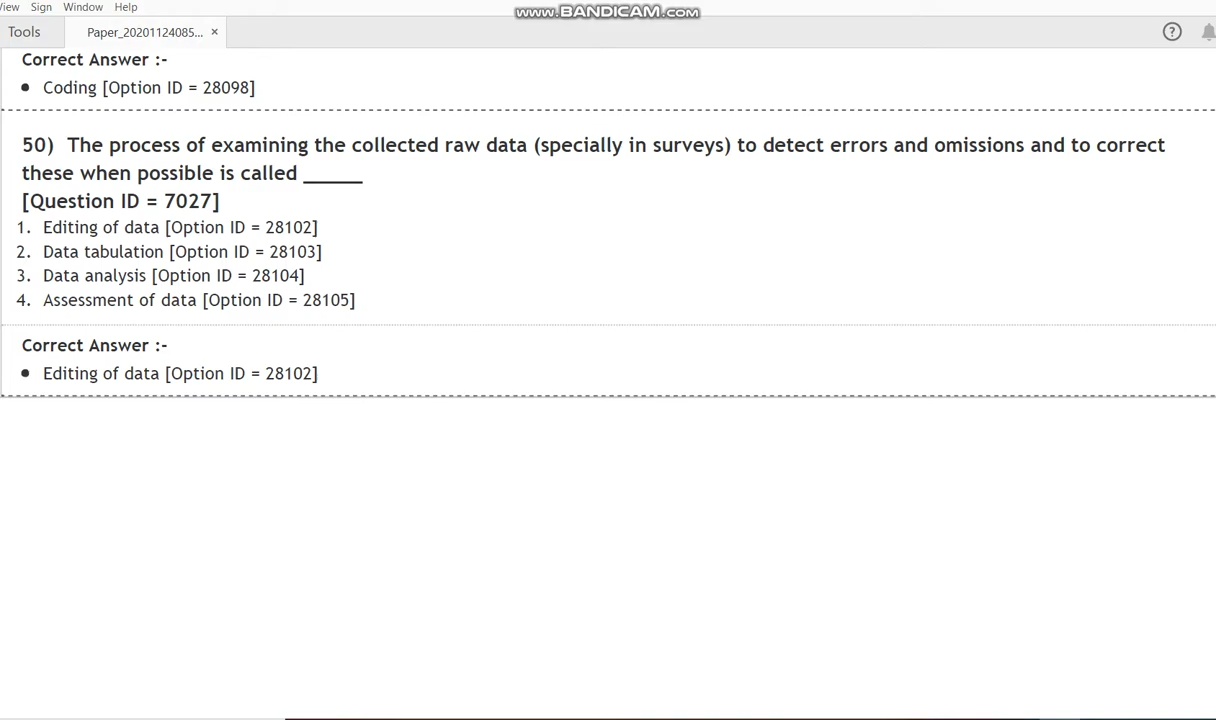 View Sign Window Help
www.BANDICAM.com
Tools Paper_20201124085... × ?
Correct Answer :-
• Coding [Option ID = 28098]
50) The process of examining the collected raw data (specially in surveys) to detect errors and omissions and to correct
these when possible is called ______
[Question ID = 7027]
1. Editing of data [Option ID = 28102]
2. Data tabulation [Option ID = 28103]
3. Data analysis [Option ID = 28104]
4. Assessment of data [Option ID = 28105]
Correct Answer :-
• Editing of data [Option ID = 28102]